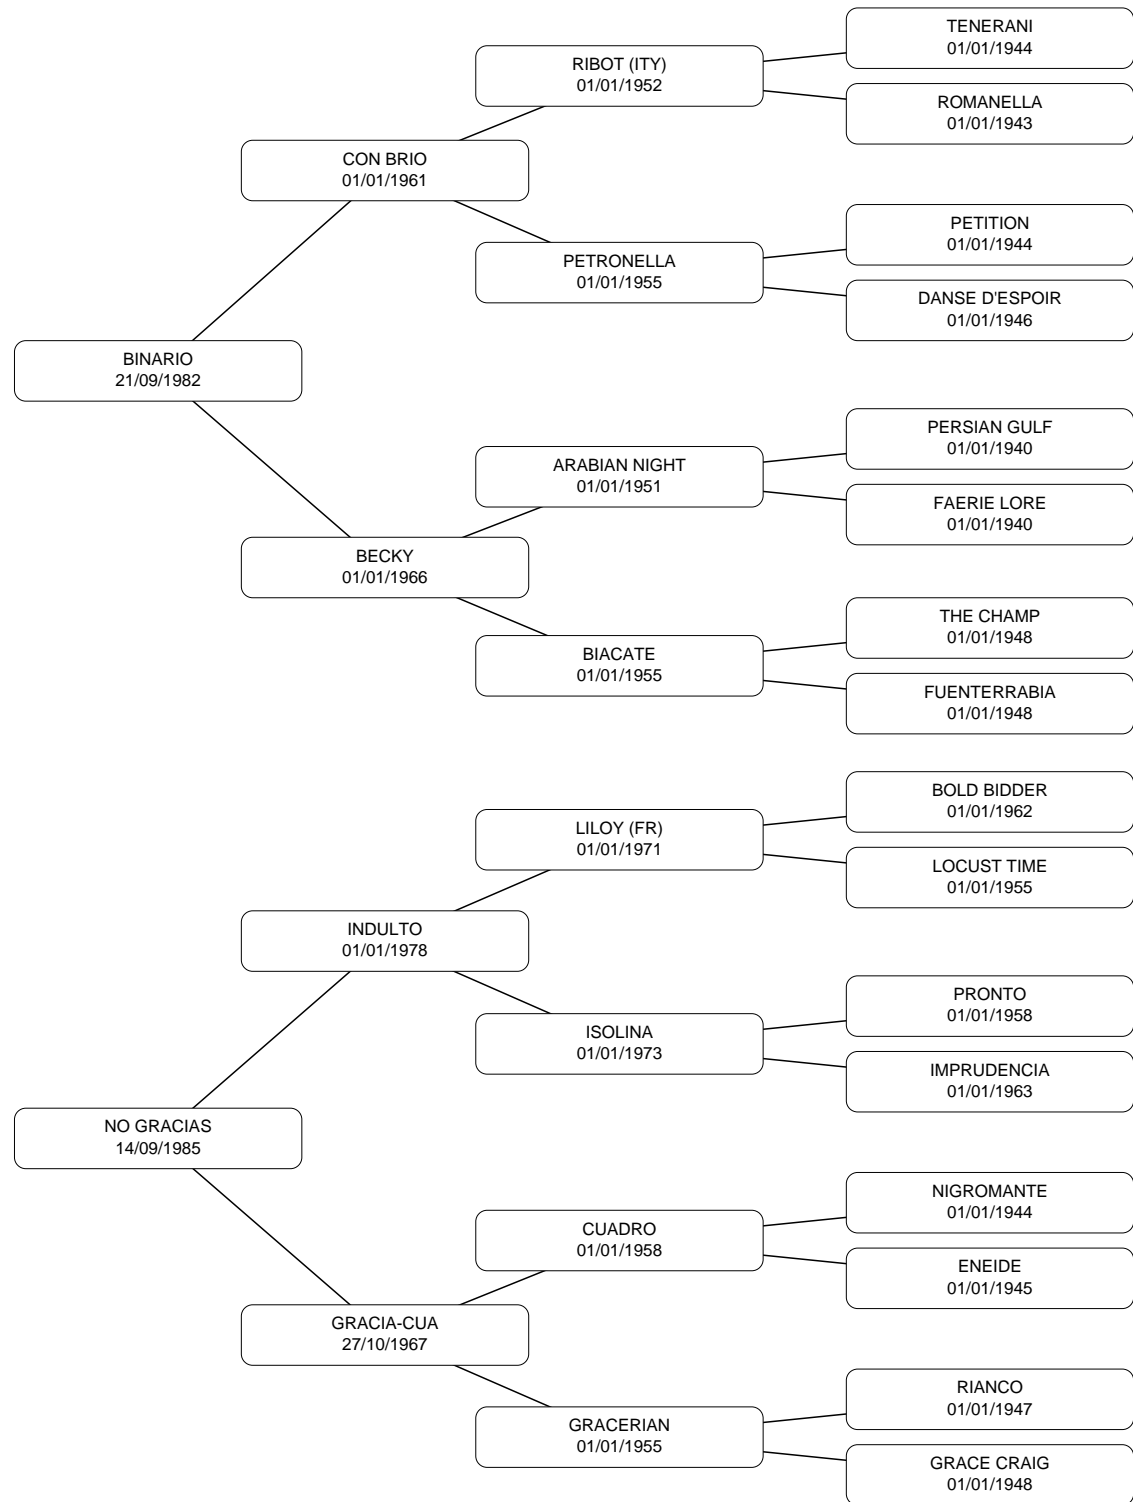 TENERANI
01/01/1944
RIBOT (ITY)
01/01/1952
ROMANELLA
01/01/1943
CON BRIO
01/01/1961
PETITION
01/01/1944
PETRONELLA
01/01/1955
DANSE D'ESPOIR
01/01/1946
BINARIO
21/09/1982
PERSIAN GULF
01/01/1940
ARABIAN NIGHT
01/01/1951
FAERIE LORE
01/01/1940
BECKY
01/01/1966
THE CHAMP
01/01/1948
BIACATE
01/01/1955
FUENTERRABIA
01/01/1948
BOLD BIDDER
01/01/1962
LILOY (FR)
01/01/1971
LOCUST TIME
01/01/1955
INDULTO
01/01/1978
PRONTO
01/01/1958
ISOLINA
01/01/1973
IMPRUDENCIA
01/01/1963
NO GRACIAS
14/09/1985
NIGROMANTE
01/01/1944
CUADRO
01/01/1958
ENEIDE
01/01/1945
GRACIA-CUA
27/10/1967
RIANCO
01/01/1947
GRACERIAN
01/01/1955
GRACE CRAIG
01/01/1948